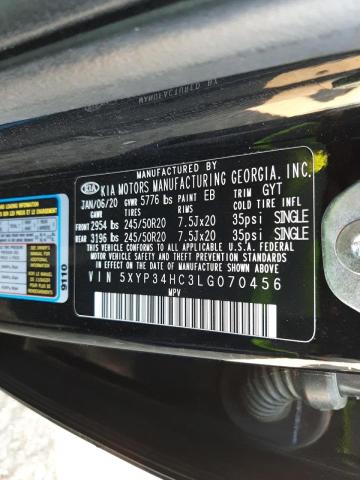 MANUFACTURED BY
KIA KIA MOTORS MANUFACTURING GEORGIA, INC.
JAN/06/20 GVWR 5776 lbs PAINT EB TRIM GYT
GAWR TIRES RIMS COLD TIRE INFL
FRONT 2954 lbs 245/50R20 7.5Jx20 35psi SINGLE
REAR 3196 lbs 245/50R20 7.5Jx20 35psi SINGLE
THIS VEHICLE CONFORMS TO ALL APPLICABLE U.S.A. FEDERAL
MOTOR VEHICLE SAFETY AND THEFT PREVENTION STANDARDS
IN EFFECT ON THE DATE OF MANUFACTURE SHOWN ABOVE.
VIN 5XYP34HC3LG070456
MPV
9110